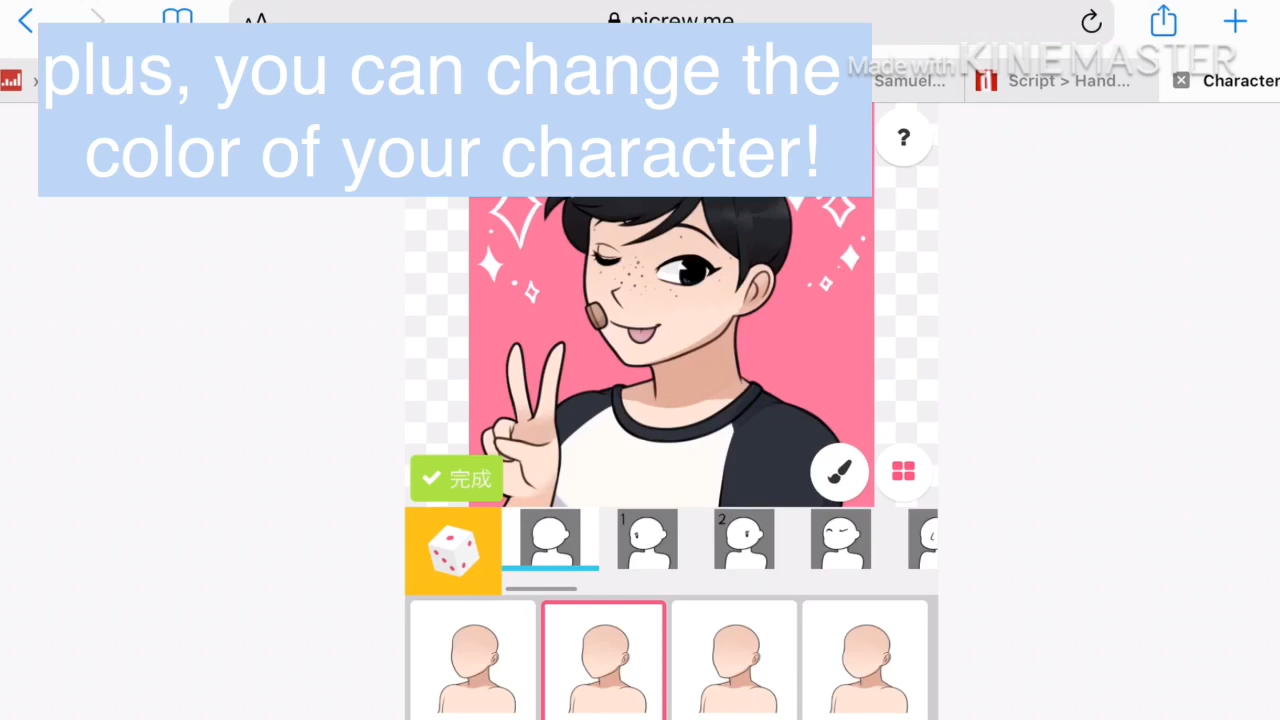 AA
picrew.me
plus, you can change the
color of your character!
Made with KINEMASTER
Samuel...
Script > Hand...
Character
?
完成
1
2